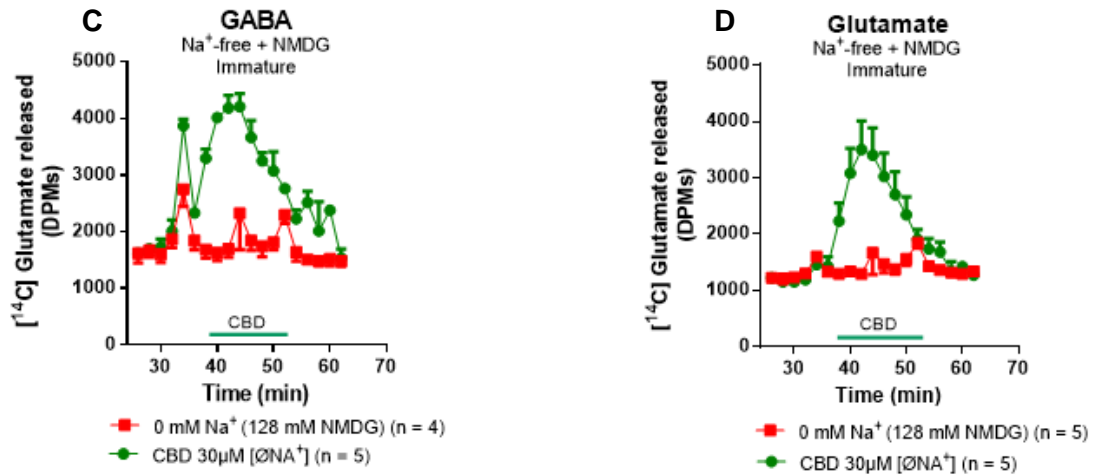 C
GABA
Na⁺-free + NMDG
Immature
5000
4000
3000
2000
1000
0
[¹⁴C] Glutamate released
(DPMs)
CBD
30
40
50
60
70
Time (min)
0 mM Na⁺ (128 mM NMDG) (n = 4)
CBD 30µM [ØNA⁺] (n = 5)
D
Glutamate
Na⁺-free + NMDG
Immature
5000
4000
3000
2000
1000
0
[¹⁴C] Glutamate released
(DPMs)
CBD
30
40
50
60
70
Time (min)
0 mM Na⁺ (128 mM NMDG) (n = 5)
CBD 30µM [ØNA⁺] (n = 5)